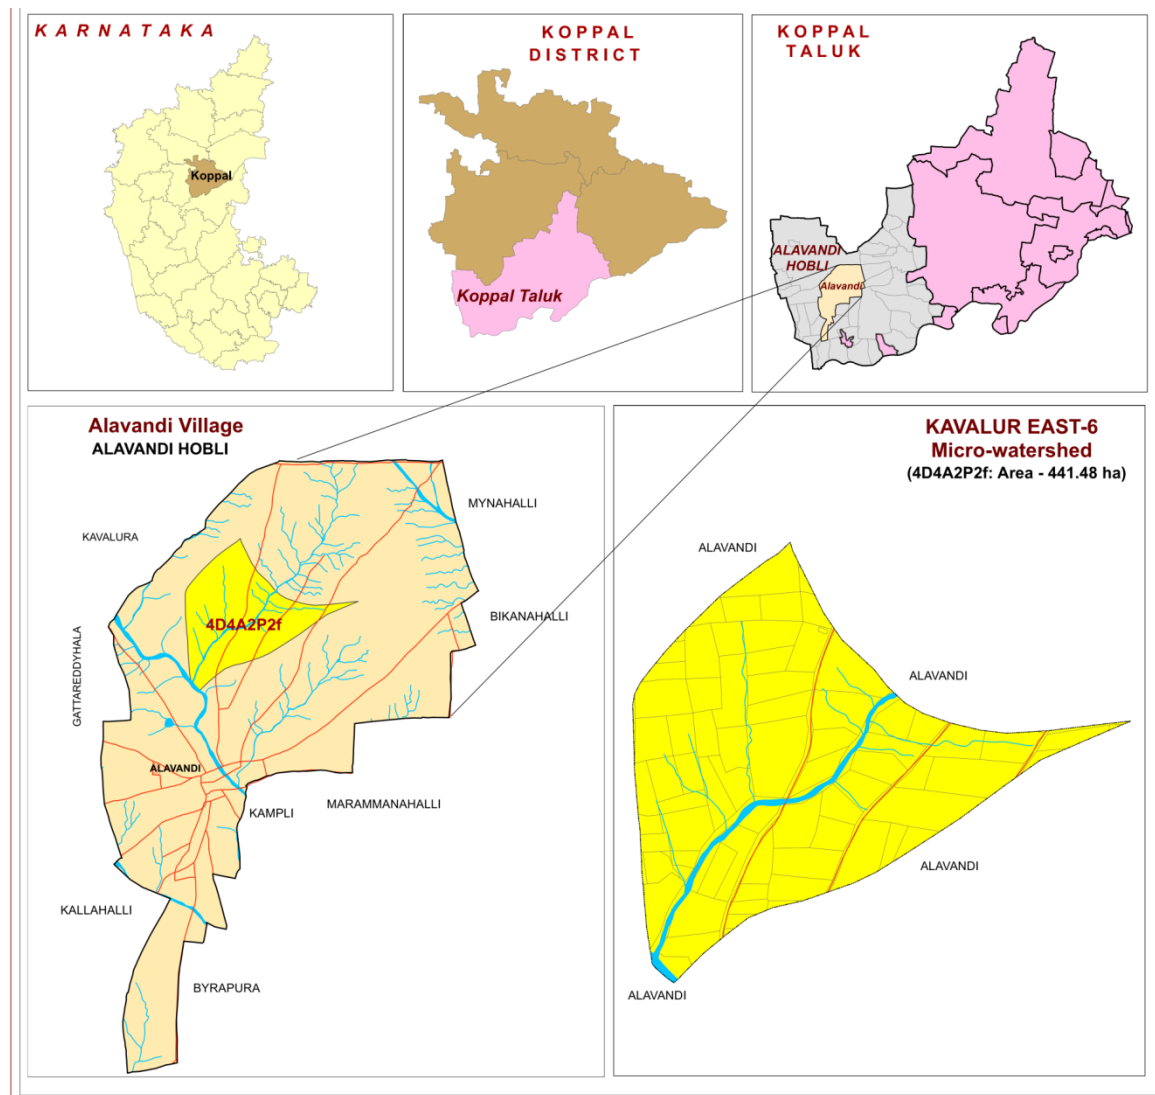 KARNATAKA
Koppal
KOPPAL
DISTRICT
Koppal Taluk
KOPPAL
TALUK
ALAVANDI
HOBLI
Alavandi
Alavandi Village
ALAVANDI HOBLI
MYNAHALLI
KAVALURA
BIKANAHALLI
4D4A2P2f
GATTAREDDYHALA
ALAVANDI
MARAMMANAHALLI
KAMPLI
KALLAHALLI
BYRAPURA
KAVALUR EAST-6
Micro-watershed
(4D4A2P2f: Area - 441.48 ha)
ALAVANDI
ALAVANDI
ALAVANDI
ALAVANDI